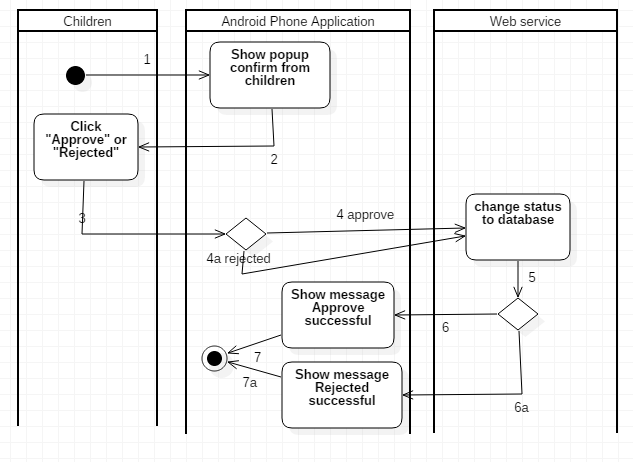 Children
Android Phone Application
Web service
1
Show popup
confirm from
children
Click
"Approve" or
"Rejected"
2
3
4 approve
change status
to database
4a rejected
5
Show message
Approve
successful
6
7
Show message
Rejected
successful
7a
6a